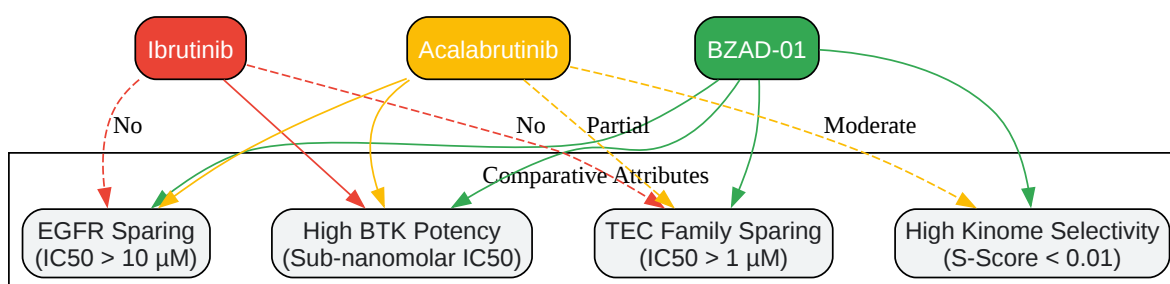 Ibrutinib
Acalabrutinib
BZAD-01
No
No
Partial
Moderate
Comparative Attributes
EGFR Sparing
(IC50 > 10 µM)
High BTK Potency
(Sub-nanomolar IC50)
TEC Family Sparing
(IC50 > 1 µM)
High Kinome Selectivity
(S-Score < 0.01)